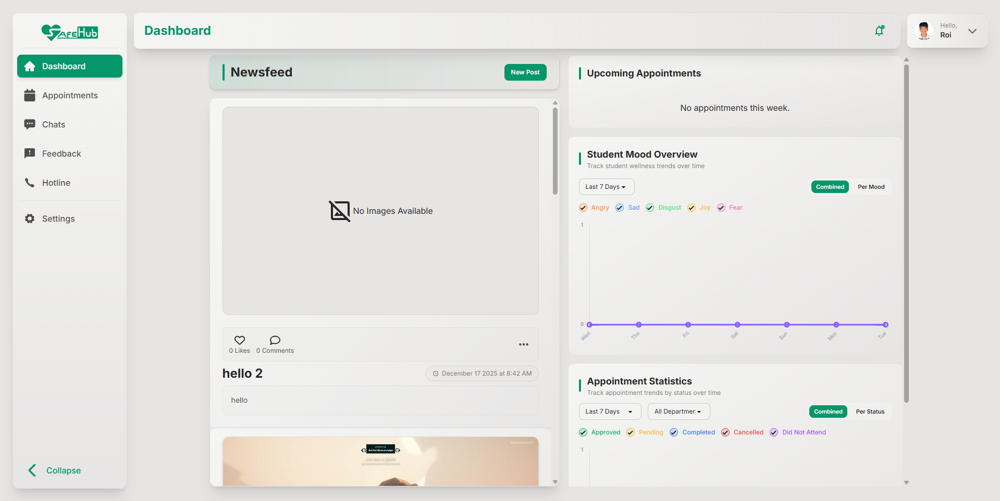 SAFEHUB
Dashboard
Appointments
Chats
Feedback
Hotline
Settings
Collapse
Dashboard
Hello,
Roi
Newsfeed
New Post
No Images Available
0 Likes
0 Comments
hello 2
December 17 2025 at 8:42 AM
hello
AetherKnowledge
Upcoming Appointments
No appointments this week.
Student Mood Overview
Track student wellness trends over time
Last 7 Days
Combined
Per Mood
Angry
Sad
Disgust
Joy
Fear
1
0
Wed
Thu
Fri
Sat
Sun
Mon
Tue
Appointment Statistics
Track appointment trends by status over time
Last 7 Days
All Departmer
Combined
Per Status
Approved
Pending
Completed
Cancelled
Did Not Attend
1